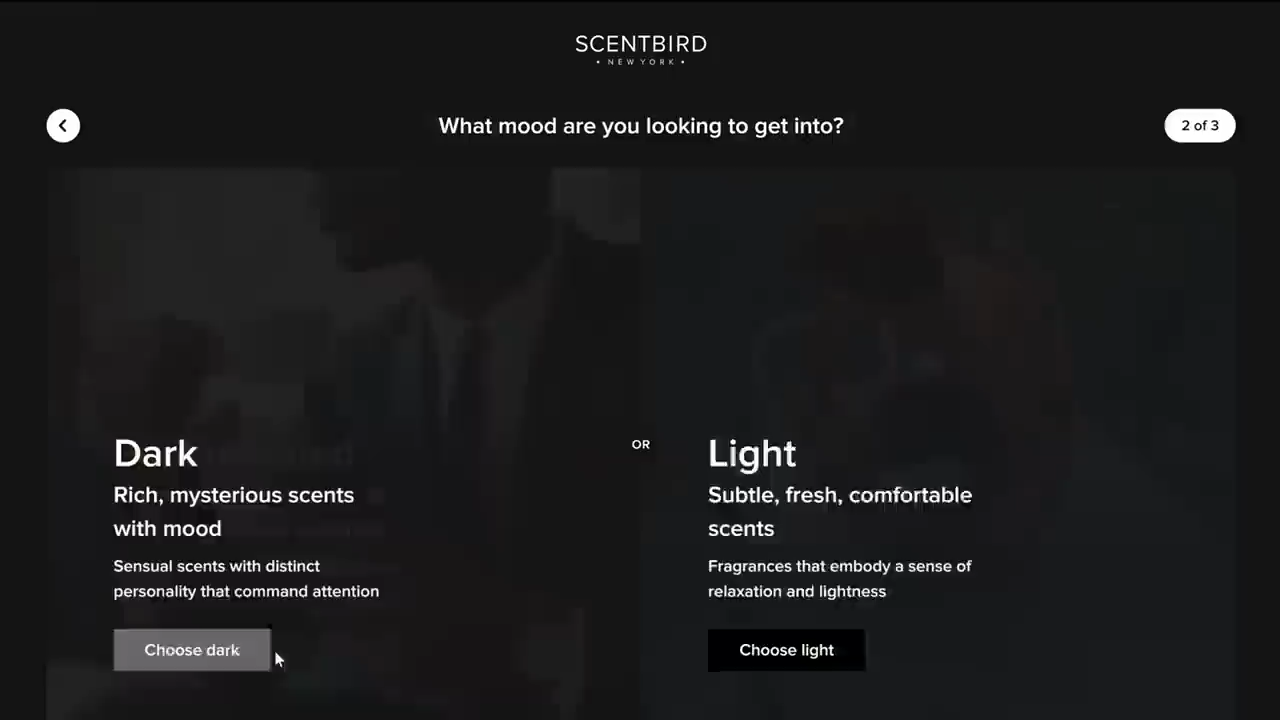 SCENTBIRD
• NEW YORK •
What mood are you looking to get into?
2 of 3
Dark
Rich, mysterious scents
with mood
Sensual scents with distinct
personality that command attention
Choose dark
OR
Light
Subtle, fresh, comfortable
scents
Fragrances that embody a sense of
relaxation and lightness
Choose light